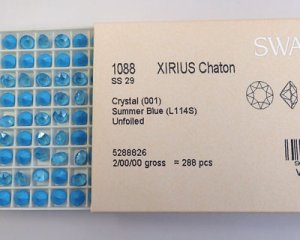 SWA
1088 XIRIUS Chaton
SS 29
Crystal (001)
Summer Blue (L114S)
Unfoiled
5288826
2/00/00 gross = 288 pcs